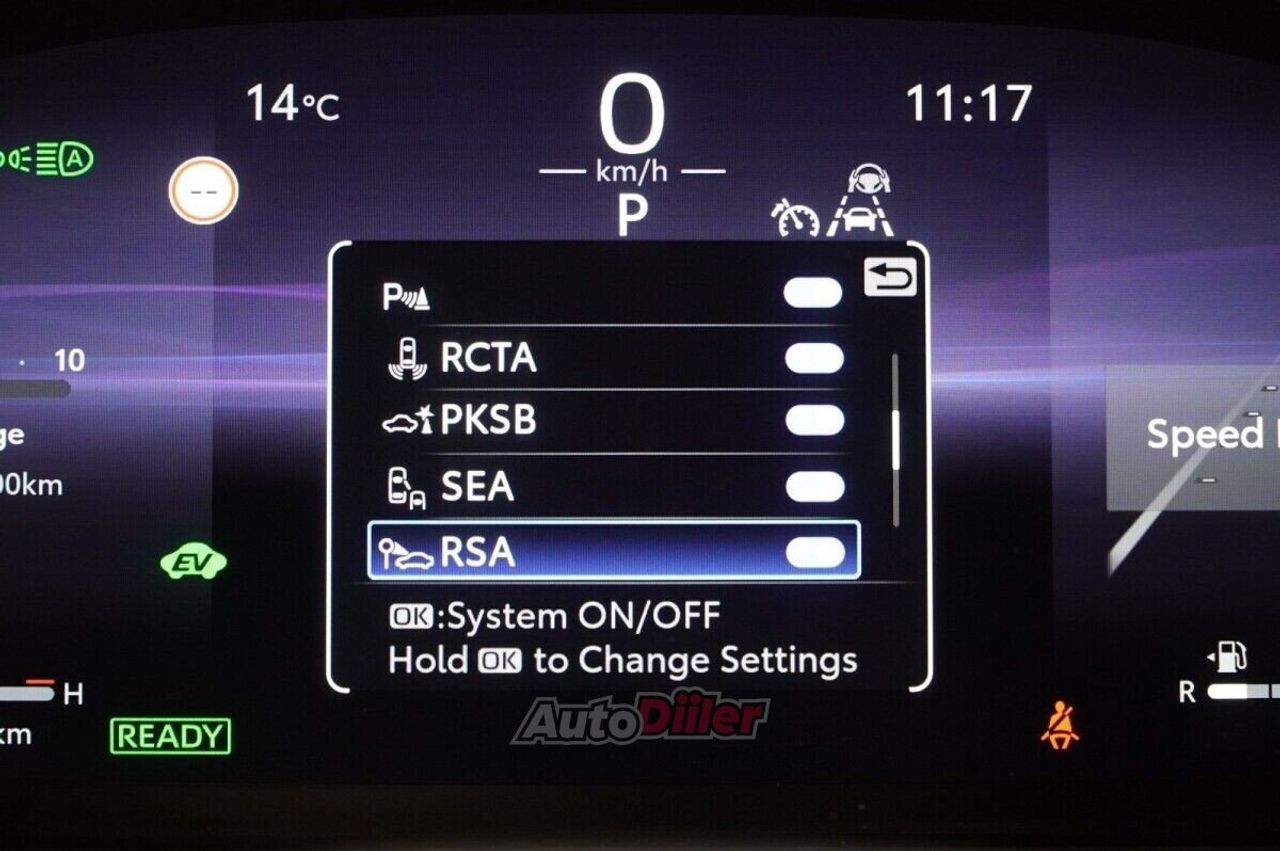 14°C
0
11:17
km/h
A
--
P
P
RCTA
10
PKSB
ge
Speed
00km
SEA
EV
RSA
OK:System ON/OFF
Hold OK to Change Settings
H
R
km
READY
AutoDiiler